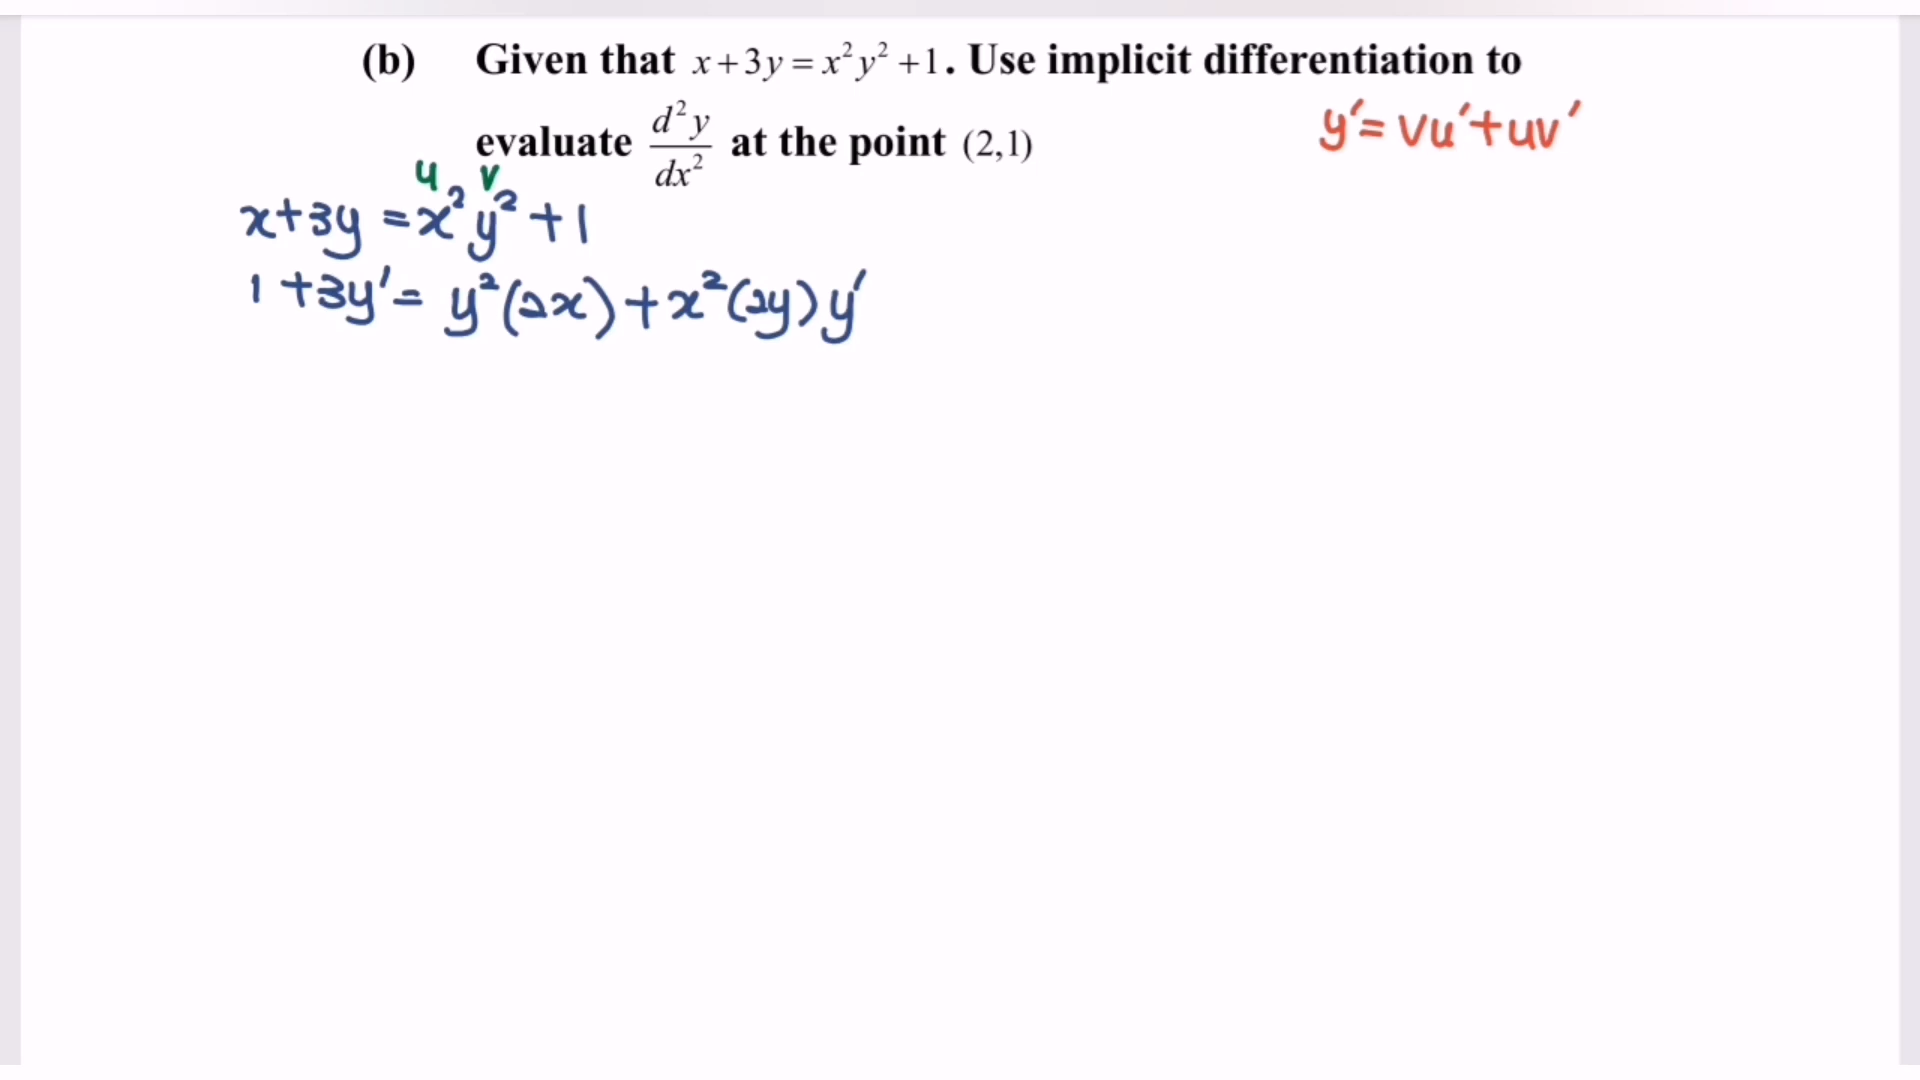 (b) Given that x+3y=x²y²+1. Use implicit differentiation to
evaluate d²y/dx² at the point (2,1)
y′=vu′+uv′
u v
x+3y=x²y²+1
1+3y′=y²(2x)+x²(2y)y′